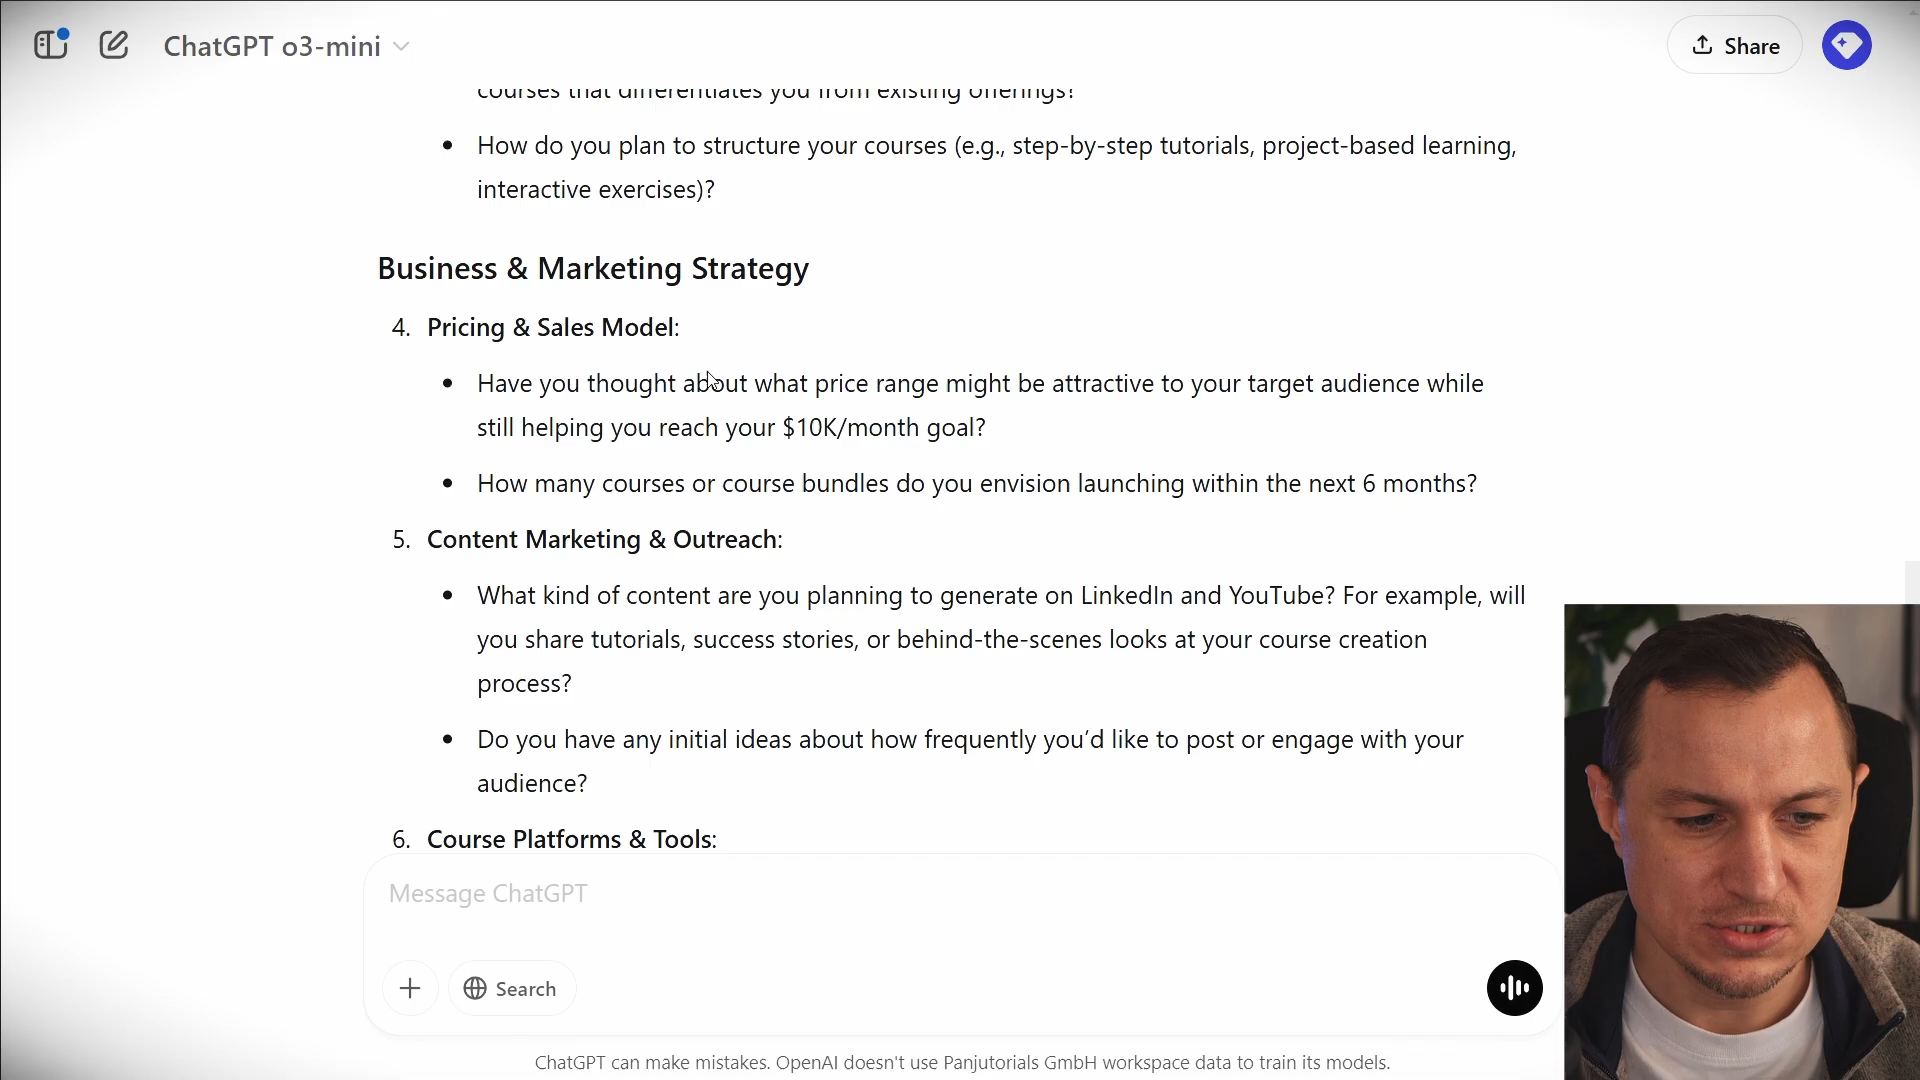 ChatGPT o3-mini
Share
courses that differentiates you from existing offerings?
• How do you plan to structure your courses (e.g., step-by-step tutorials, project-based learning,
interactive exercises)?
Business & Marketing Strategy
4. Pricing & Sales Model:
• Have you thought about what price range might be attractive to your target audience while
still helping you reach your $10K/month goal?
• How many courses or course bundles do you envision launching within the next 6 months?
5. Content Marketing & Outreach:
• What kind of content are you planning to generate on LinkedIn and YouTube? For example, will
you share tutorials, success stories, or behind-the-scenes looks at your course creation
process?
• Do you have any initial ideas about how frequently you’d like to post or engage with your
audience?
6. Course Platforms & Tools:
Message ChatGPT
Search
ChatGPT can make mistakes. OpenAI doesn't use Panjutorials GmbH workspace data to train its models.